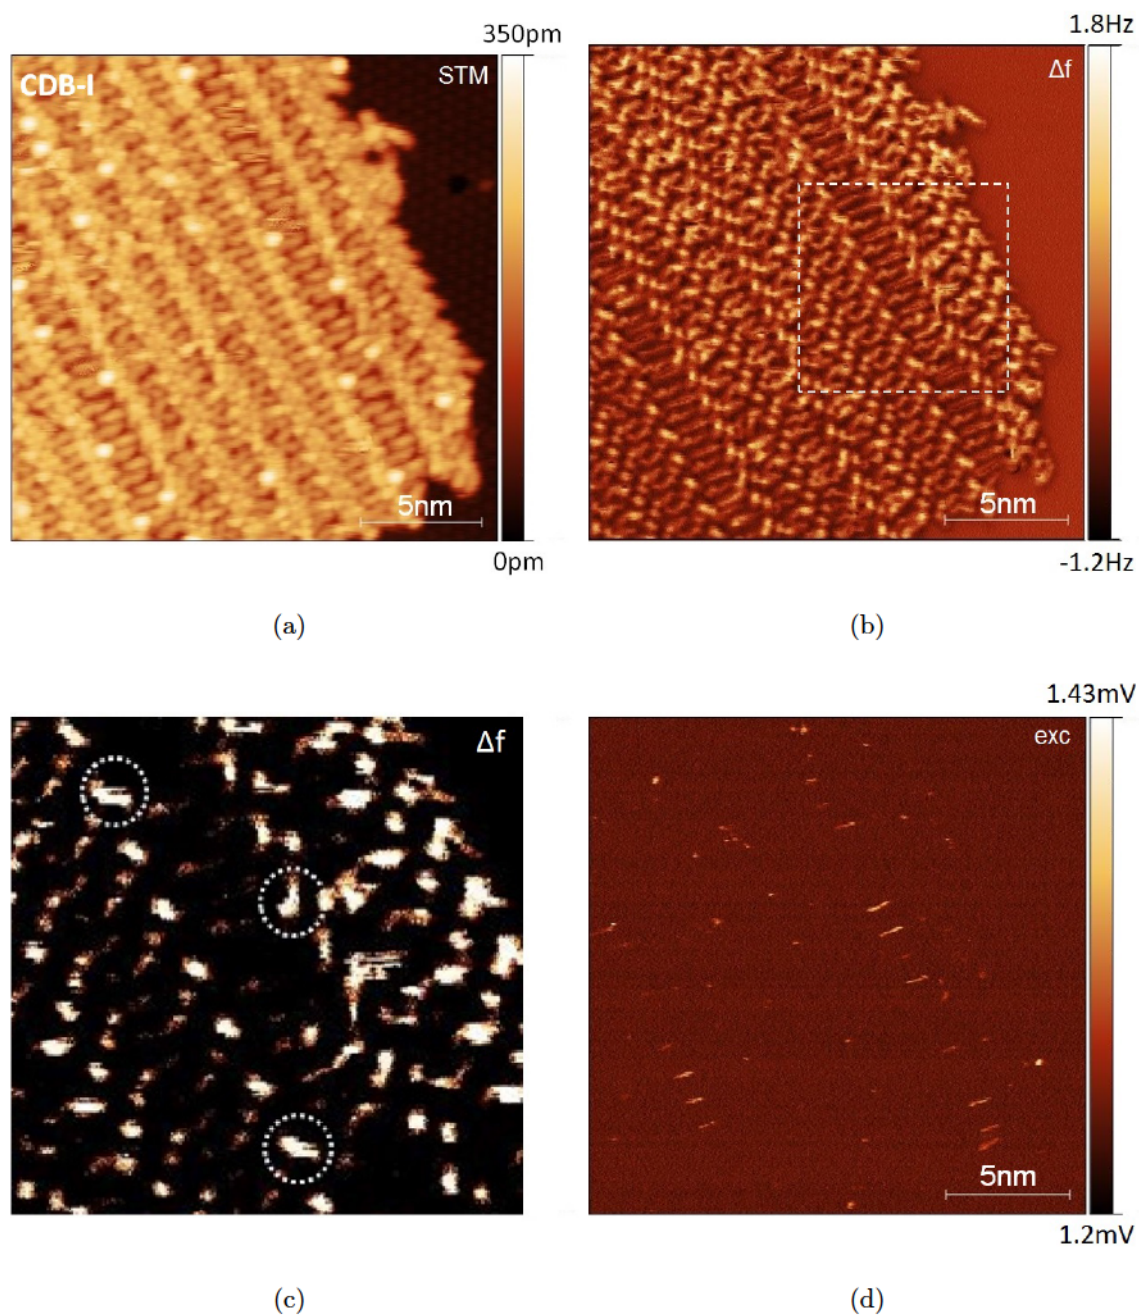 350pm
1.8Hz
CDB-I
STM
Δf
5nm
5nm
0pm
-1.2Hz
(a)
(b)
1.43mV
Δf
exc
5nm
1.2mV
(c)
(d)